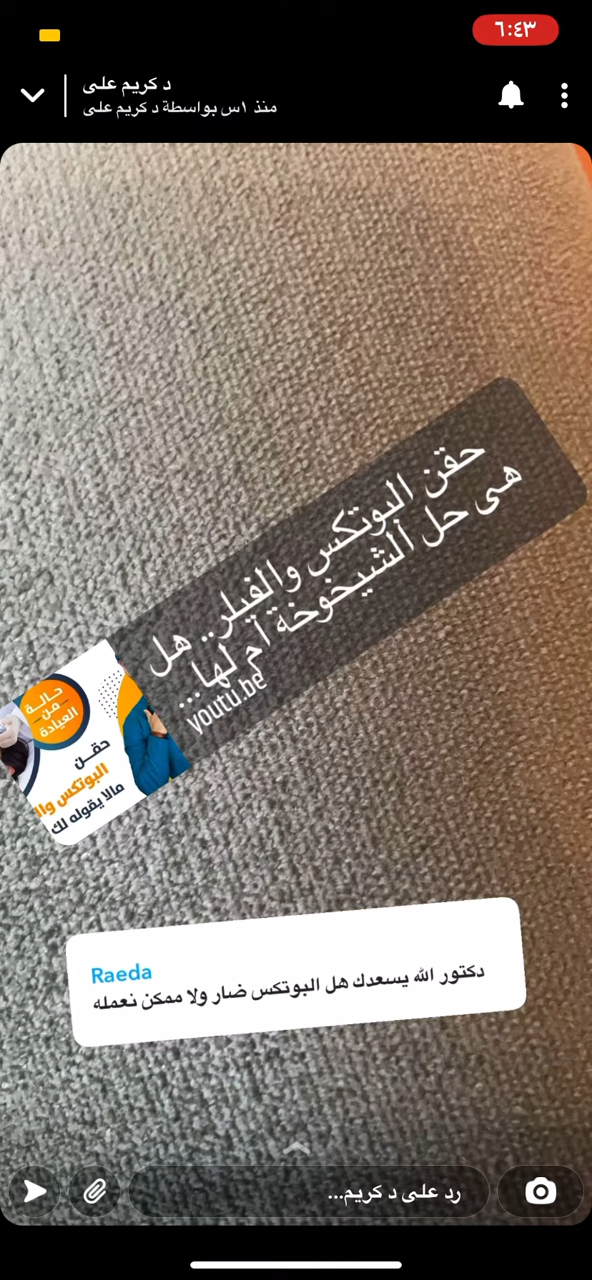 ٦:٤٣
د كريم على
منذ ١س بواسطة د كريم على
حقن البوتكس والفيلر.. هل
هى حل الشيخوخة أم لها...
youtu.be
حالة
من
العيادة
حقن
البوتكس وال
مالا يقوله لك
Raeda
دكتور الله يسعدك هل البوتكس ضار ولا ممكن نعمله
رد على د كريم...